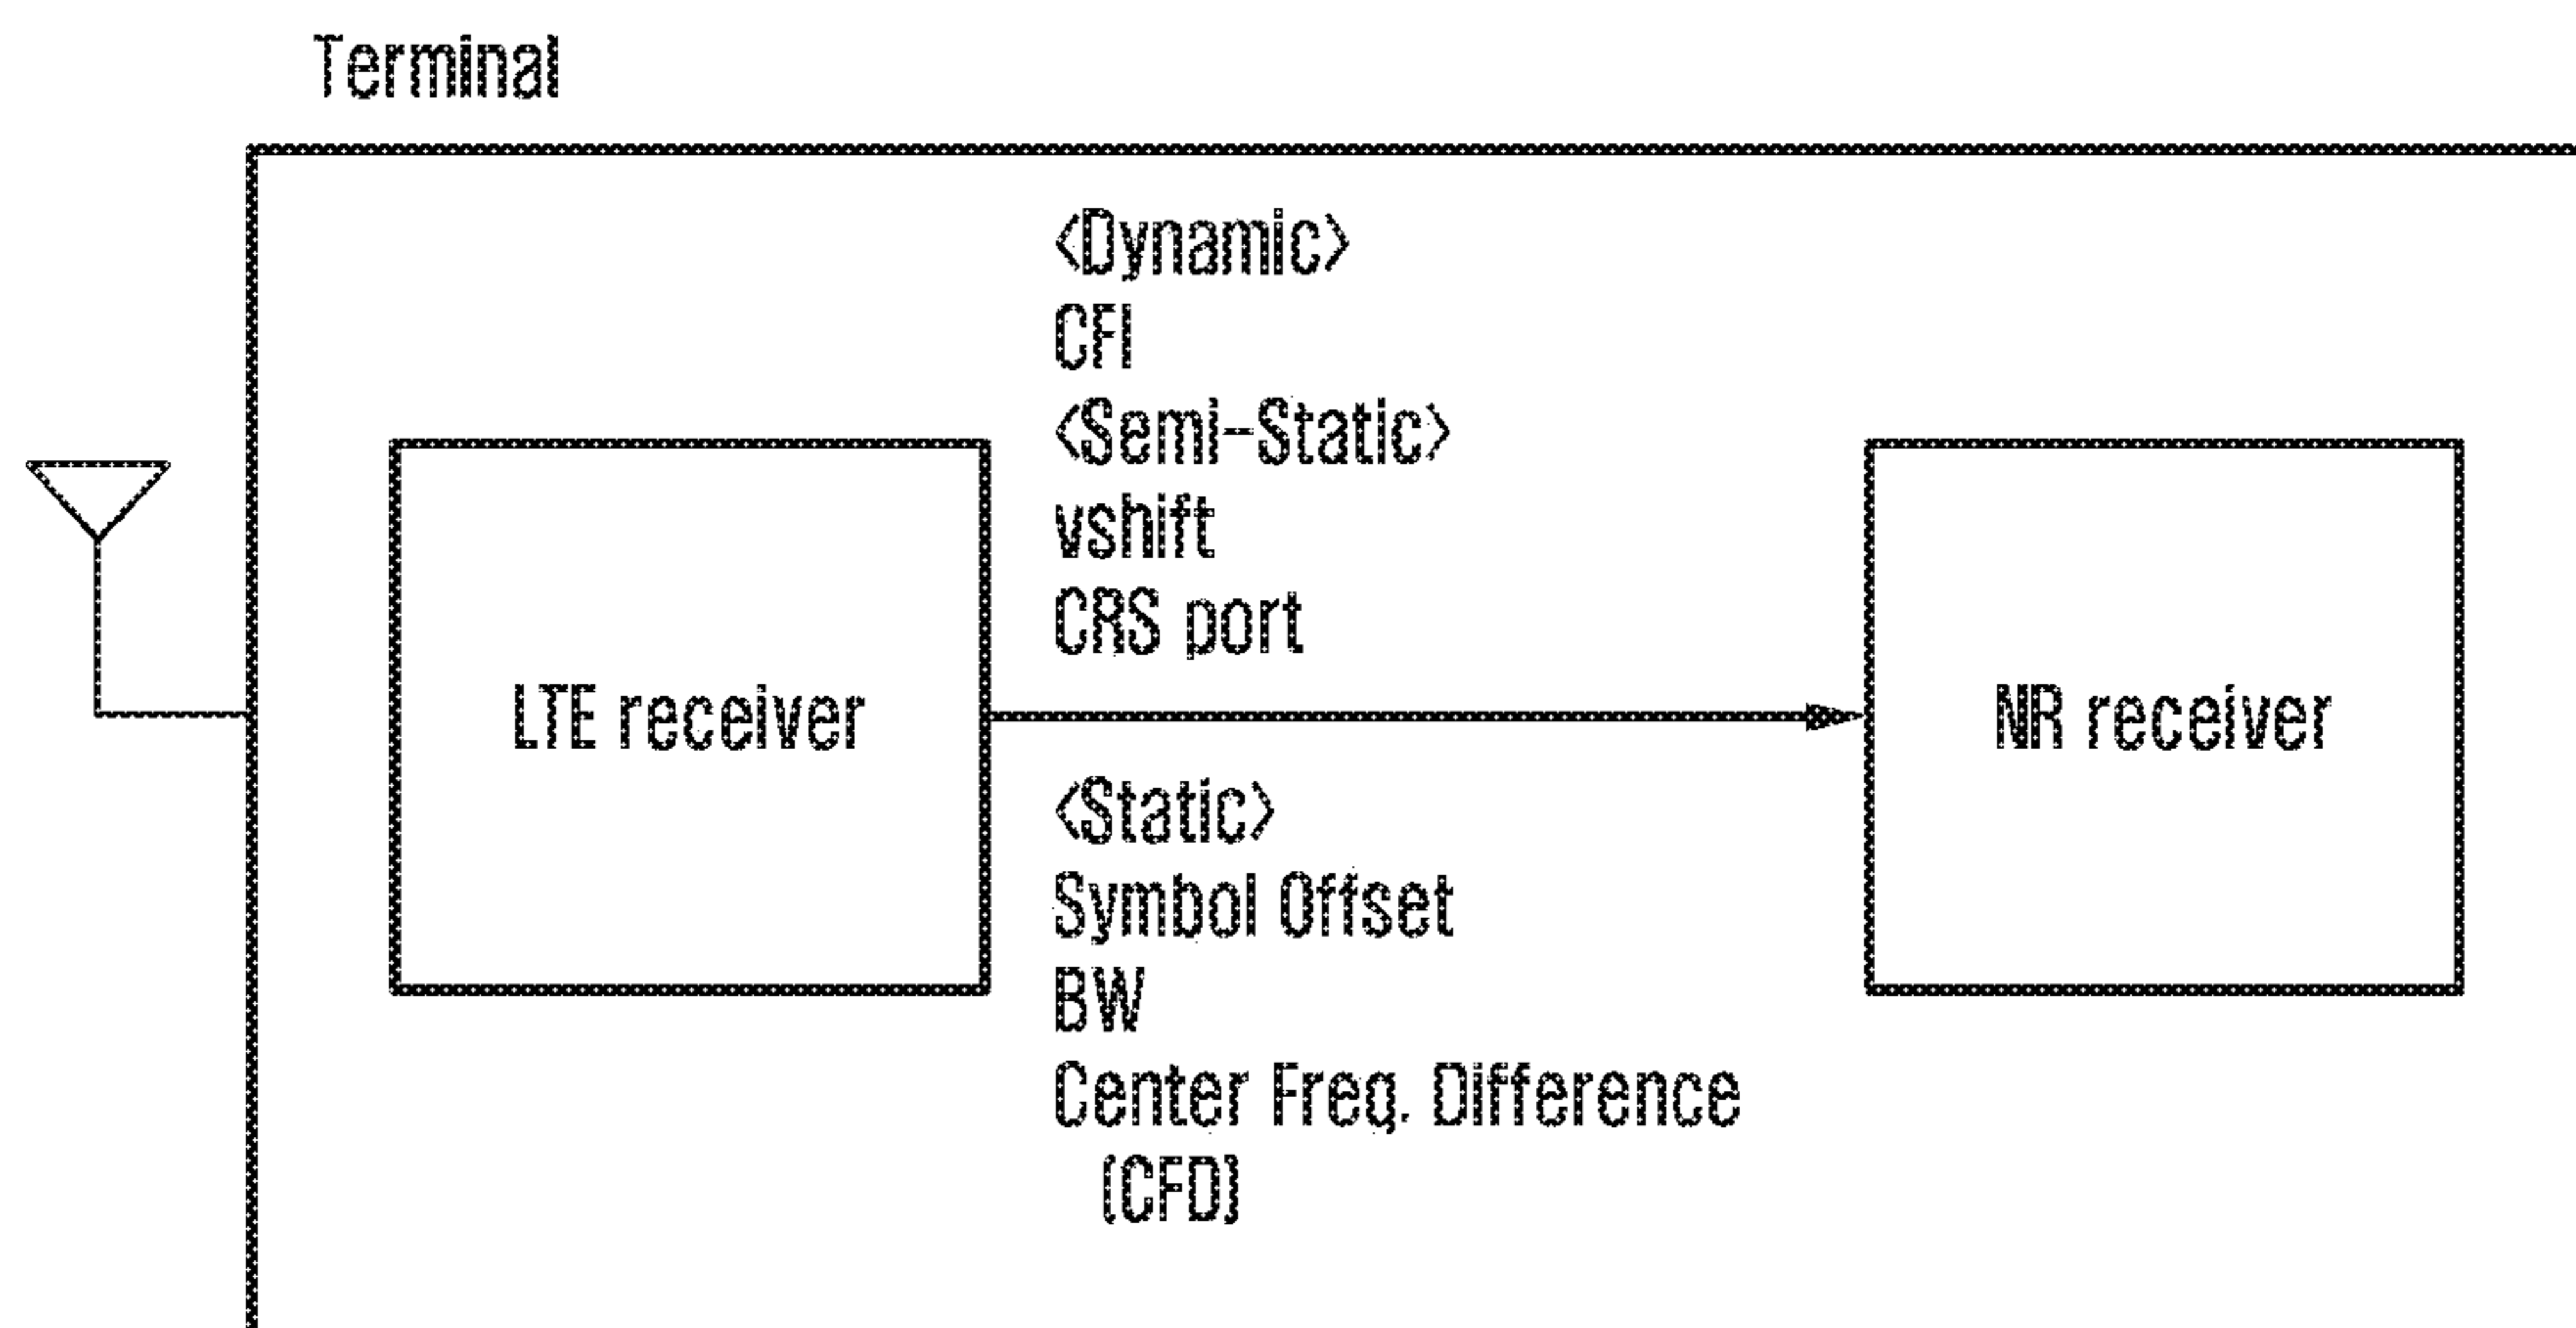 Terminal
<Dynamic>
CFI
<Semi-Static>
vshift
CRS port
LTE receiver
NR receiver
<Static>
Symbol Offset
BW
Center Freq. Difference
(CFD)